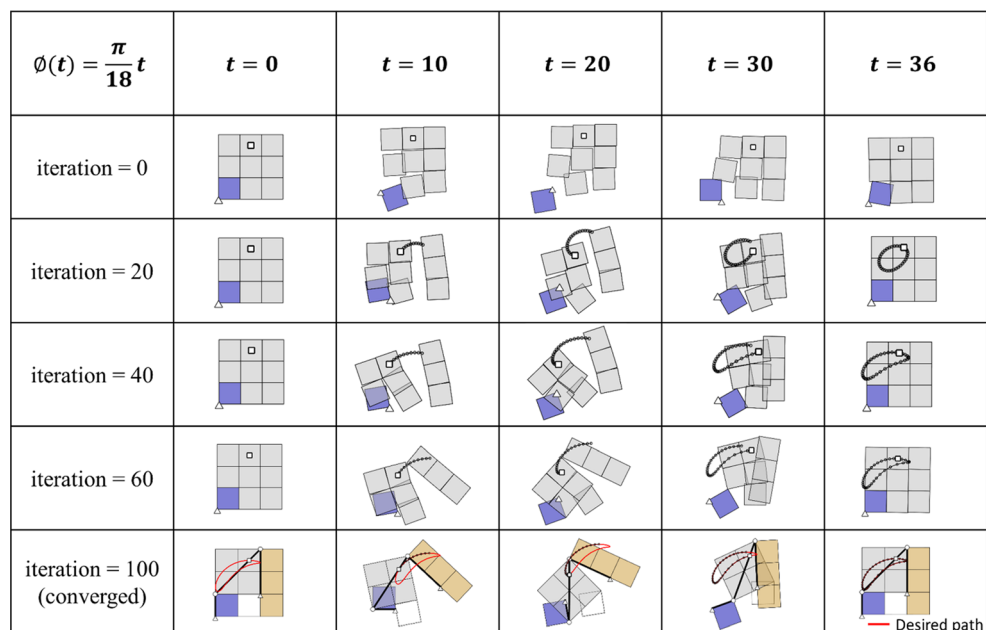 ∅(t) = π/18 t
t = 0
t = 10
t = 20
t = 30
t = 36
iteration = 0
iteration = 20
iteration = 40
iteration = 60
iteration = 100
(converged)
Desired path